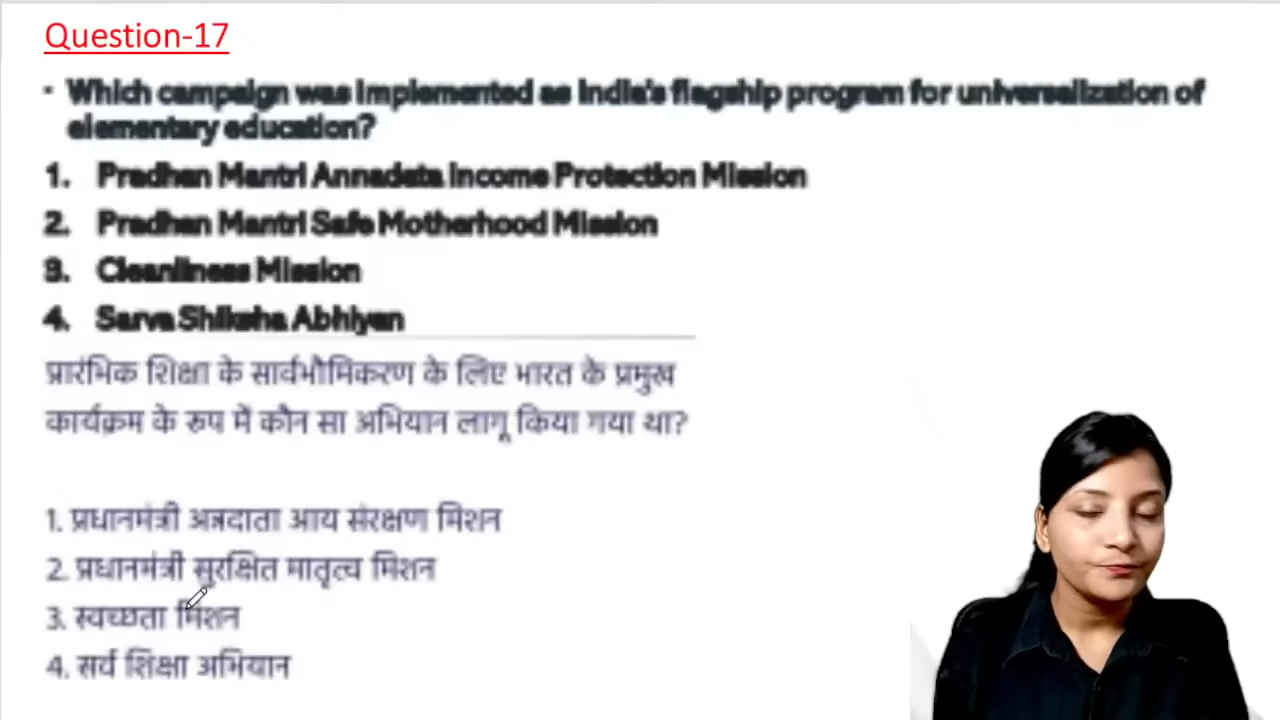 Question-17
• Which campaign was implemented as India's flagship program for universalization of
elementary education?
1. Pradhan Mantri Annadata Income Protection Mission
2. Pradhan Mantri Safe Motherhood Mission
3. Cleanliness Mission
4. Sarva Shiksha Abhiyan
प्रारंभिक शिक्षा के सार्वभौमिकरण के लिए भारत के प्रमुख
कार्यक्रम के रुप में कौन सा अभियान लागू किया गया था?
1. प्रधानमंत्री अन्नदाता आय संरक्षण मिशन
2. प्रधानमंत्री सुरक्षित मातृत्व मिशन
3. स्वच्छता मिशन
4. सर्व शिक्षा अभियान